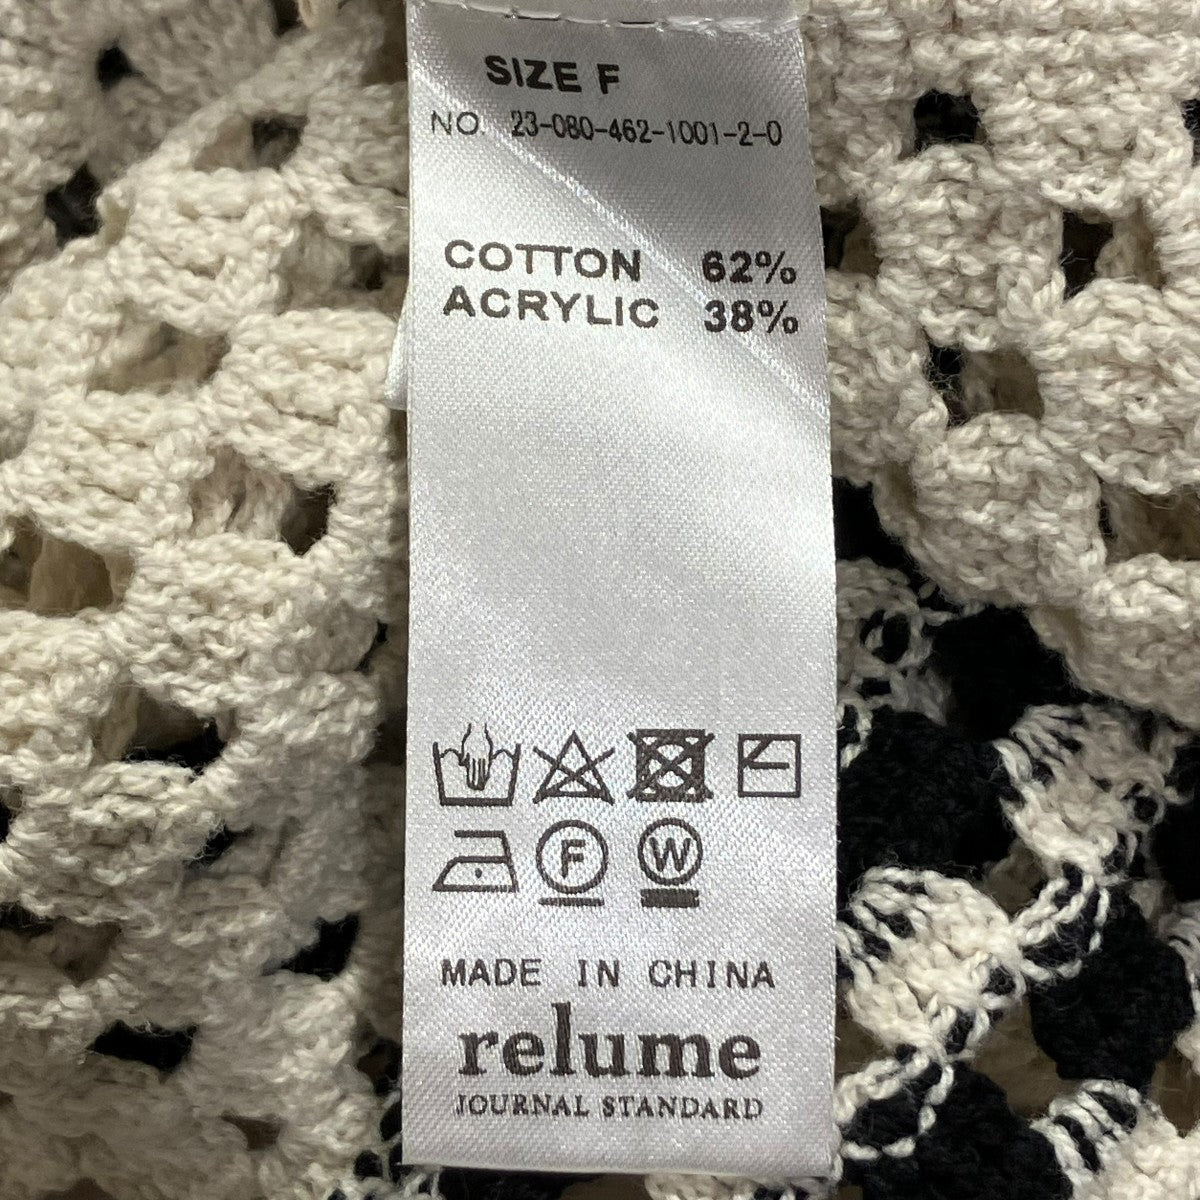 SIZE F
NO. 23-080-462-1001-2-0
COTTON 62%
ACRYLIC 38%
F W
MADE IN CHINA
relume
JOURNAL STANDARD